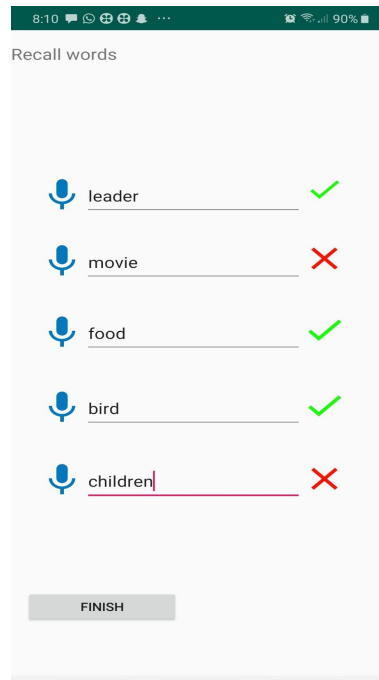 8:10 ... 90%
Recall words
leader
movie
food
bird
children
FINISH